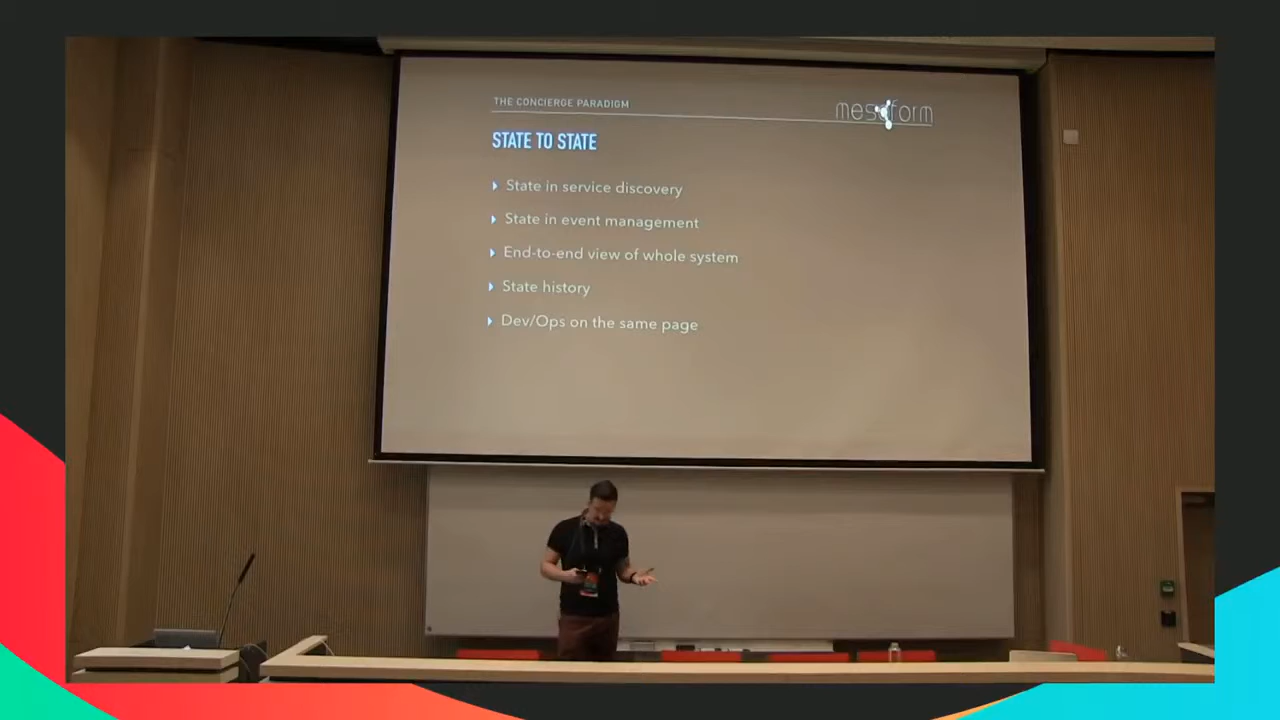 THE CONCIERGE PARADIGM
mesoform
STATE TO STATE
State in service discovery
State in event management
End-to-end view of whole system
State history
Dev/Ops on the same page